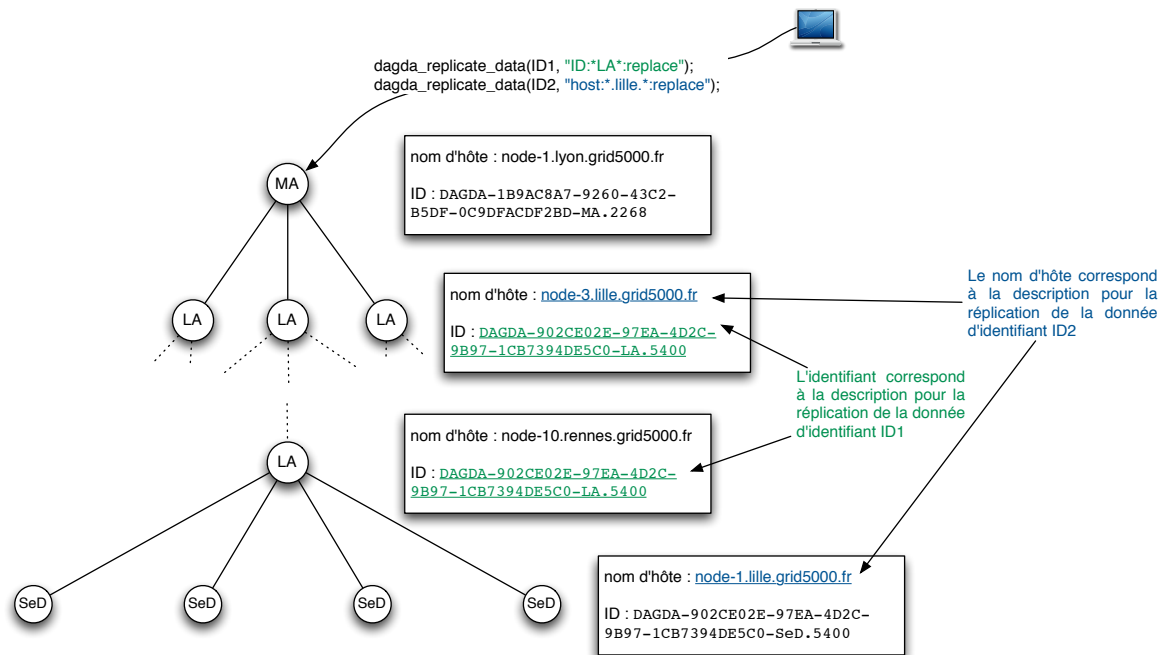 dagda_replicate_data(ID1, "ID:*LA*:replace");
dagda_replicate_data(ID2, "host:*.lille.*:replace");
nom d'hôte : node-1.lyon.grid5000.fr
ID : DAGDA-1B9AC8A7-9260-43C2-
B5DF-0C9DFACDF2BD-MA.2268
MA
nom d'hôte : node-3.lille.grid5000.fr
ID : DAGDA-902CE02E-97EA-4D2C-
9B97-1CB7394DE5C0-LA.5400
Le nom d'hôte correspond
à la description pour la
réplication de la donnée
d'identifiant ID2
LA
LA
LA
L'identifiant correspond
à la description pour la
réplication de la donnée
d'identifiant ID1
nom d'hôte : node-10.rennes.grid5000.fr
ID : DAGDA-902CE02E-97EA-4D2C-
9B97-1CB7394DE5C0-LA.5400
LA
nom d'hôte : node-1.lille.grid5000.fr
ID : DAGDA-902CE02E-97EA-4D2C-
9B97-1CB7394DE5C0-SeD.5400
SeD
SeD
SeD
SeD